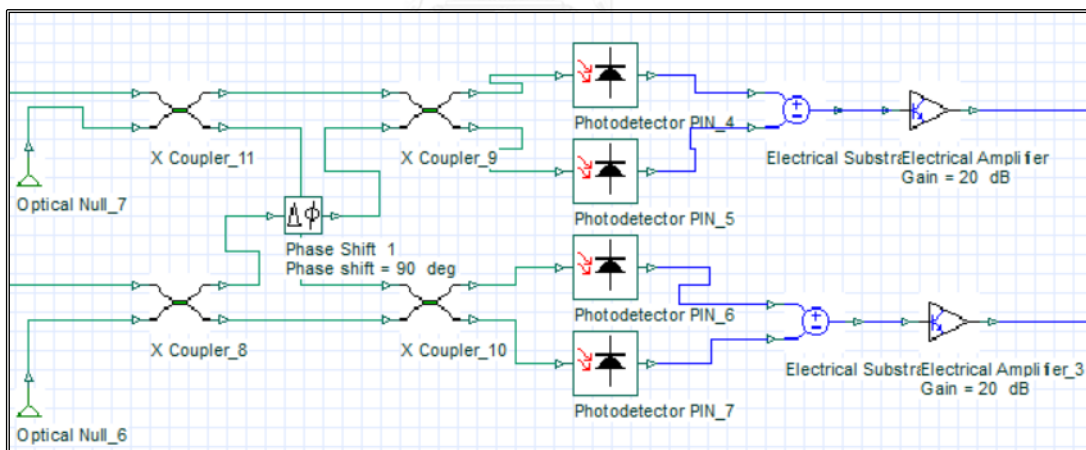 Photodetector PIN_4
X Coupler_11
X Coupler_9
Electrical Substra
Electrical Amplifier
Gain = 20 dB
Optical Null_7
Photodetector PIN_5
Phase Shift 1
Phase shift = 90 deg
Photodetector PIN_6
X Coupler_8
X Coupler_10
Electrical Substra
Electrical Amplifier_3
Gain = 20 dB
Photodetector PIN_7
Optical Null_6